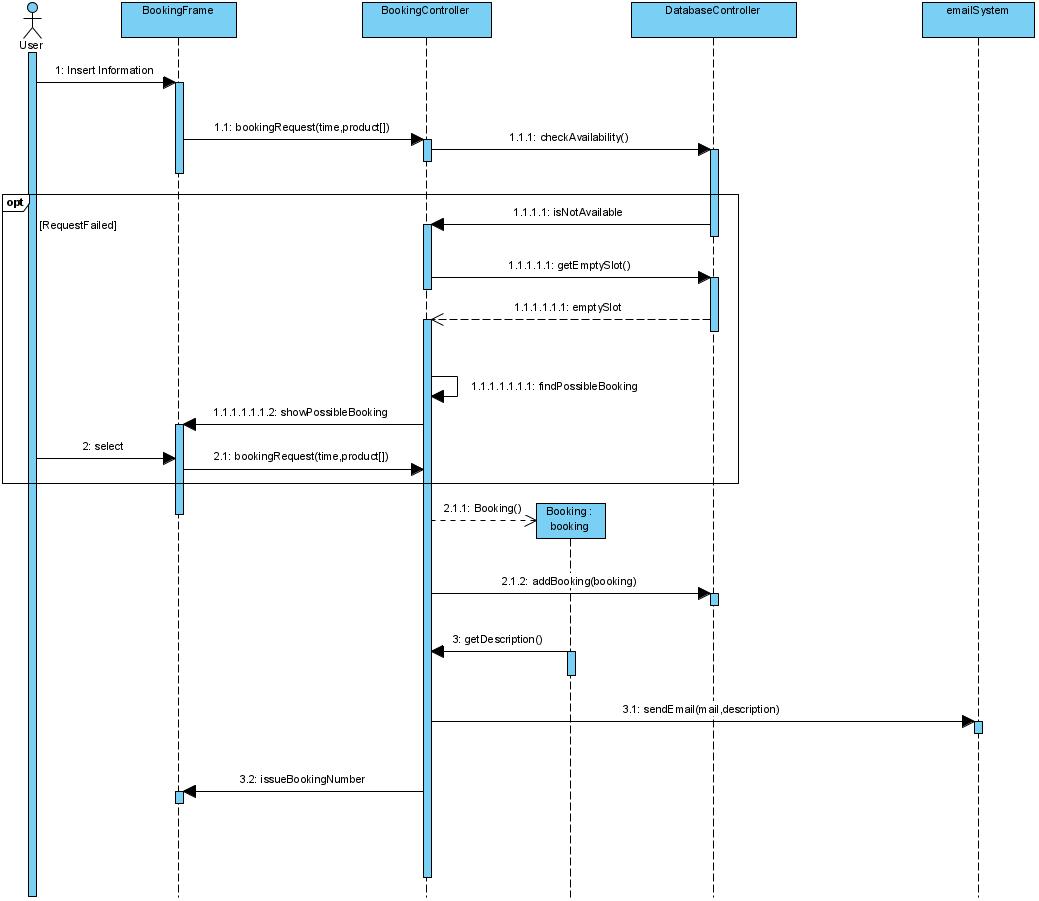 BookingFrame
BookingController
DatabaseController
emailSystem
User
1: Insert Information
1.1: bookingRequest(time,product[])
1.1.1: checkAvailability()
opt
[RequestFailed]
1.1.1.1: isNotAvailable
1.1.1.1.1: getEmptySlot()
1.1.1.1.1.1: emptySlot
1.1.1.1.1.1.1: findPossibleBooking
1.1.1.1.1.1.2: showPossibleBooking
2: select
2.1: bookingRequest(time,product[])
2.1.1: Booking()
Booking :
booking
2.1.2: addBooking(booking)
3: getDescription()
3.1: sendEmail(mail,description)
3.2: issueBookingNumber